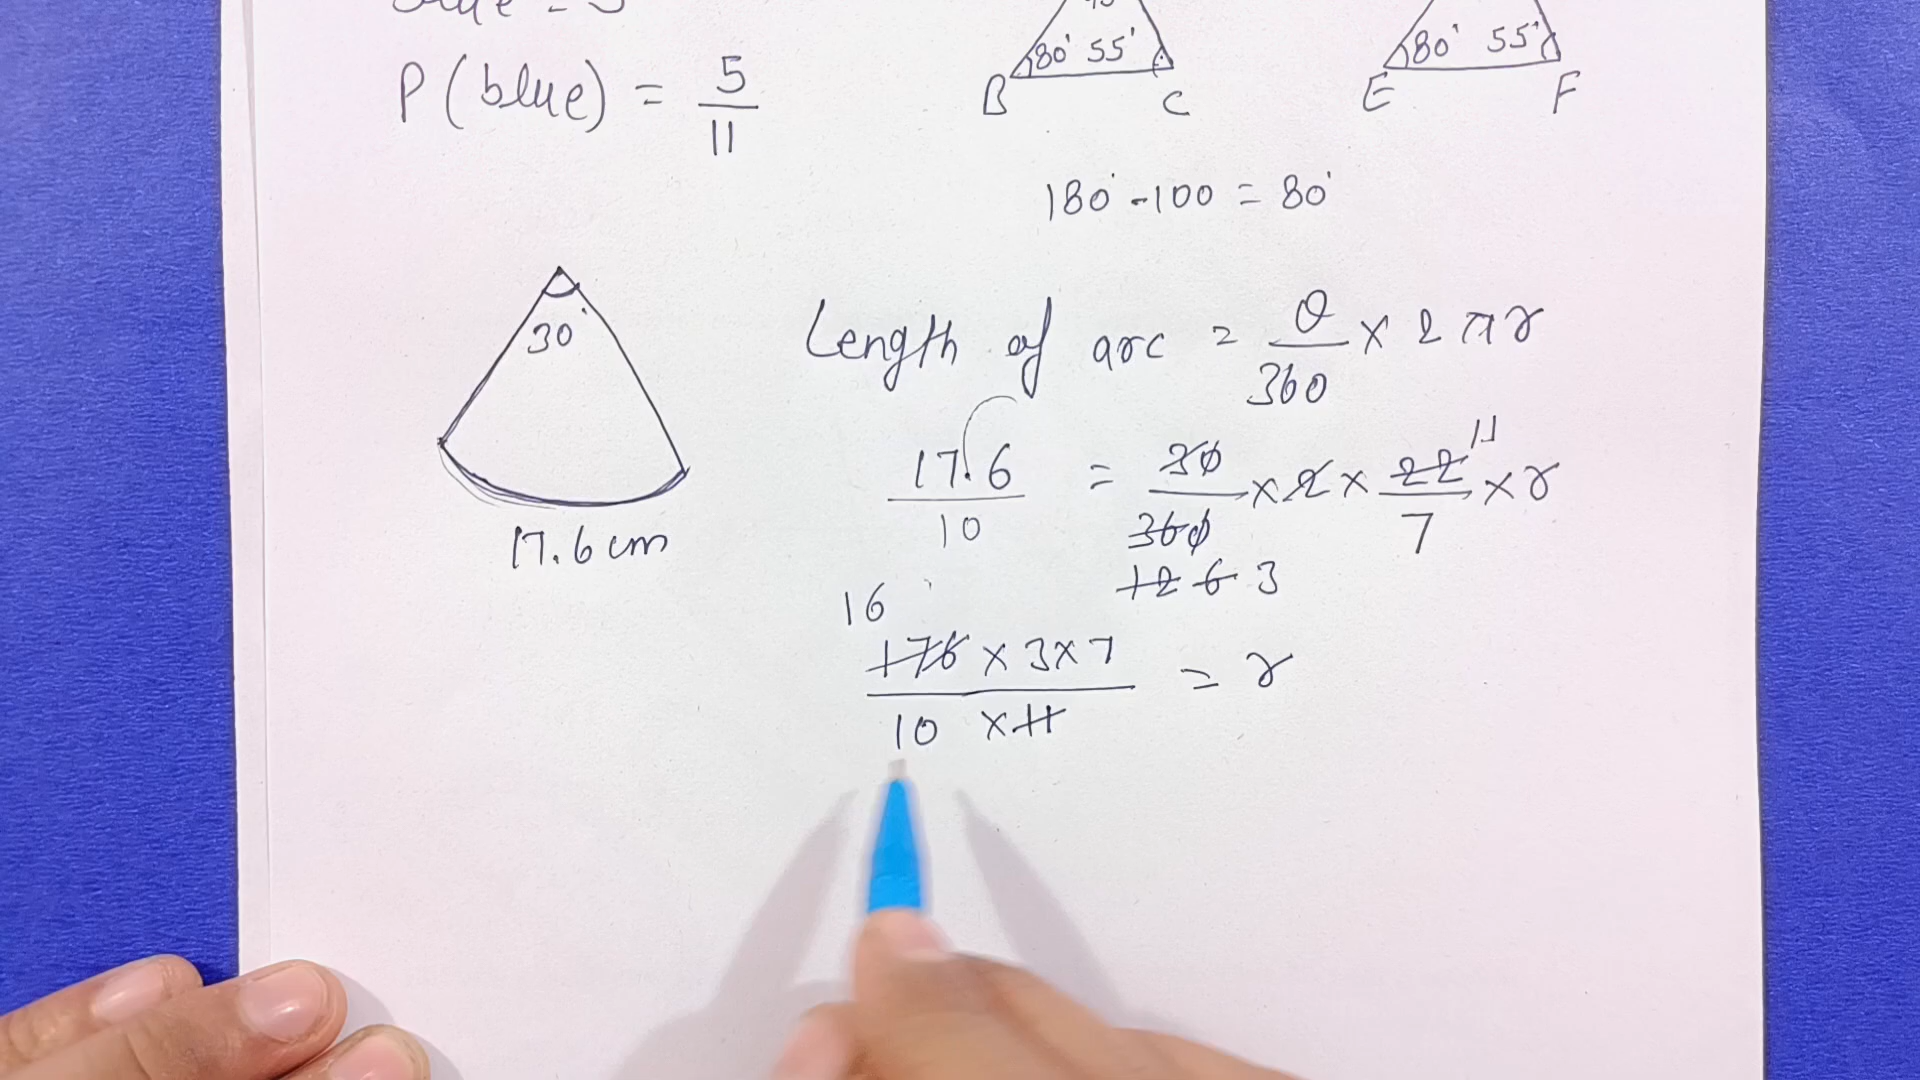 P(blue) = 5/11
80° 55°
B C
80° 55°
E F
180° - 100 = 80°
30°
17.6 cm
Length of arc = θ/360 × 2πr
17.6/10 = 30/360 × 2 × 22/7 × r
11
12 6 3
16
176 × 3 × 7 / 10 × 11 = r